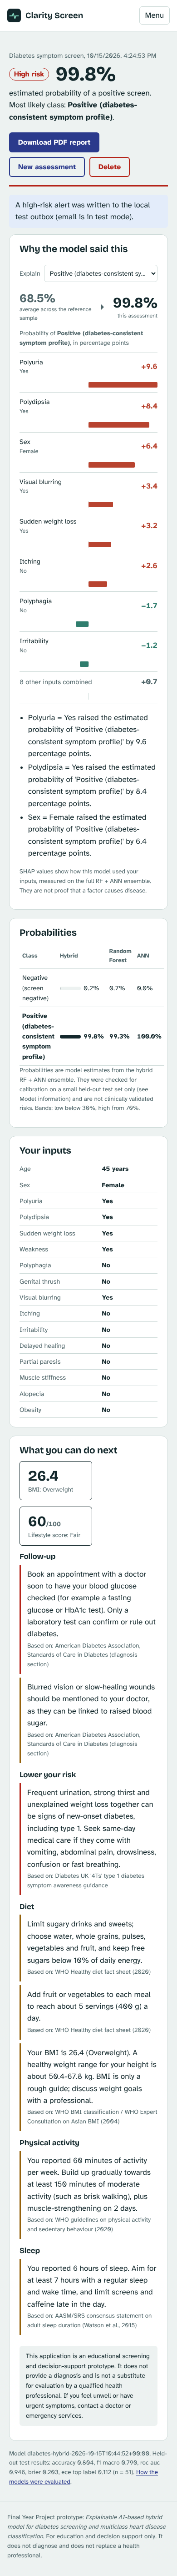 Clarity Screen
Menu
Diabetes symptom screen, 10/15/2026, 4:24:53 PM
High risk 99.8%
estimated probability of a positive screen.
Most likely class: Positive (diabetes-
consistent symptom profile).
Download PDF report
New assessment
Delete
A high-risk alert was written to the local
test outbox (email is in test mode).
Why the model said this
Explain Positive (diabetes-consistent sy...
68.5%
average across the reference
sample
99.8%
this assessment
Probability of Positive (diabetes-consistent
symptom profile), in percentage points
Polyuria
Yes
+9.6
Polydipsia
Yes
+8.4
Sex
Female
+6.4
Visual blurring
Yes
+3.4
Sudden weight loss
Yes
+3.2
Itching
No
+2.6
Polyphagia
No
−1.7
Irritability
No
−1.2
8 other inputs combined
+0.7
• Polyuria = Yes raised the estimated
probability of 'Positive (diabetes-
consistent symptom profile)' by 9.6
percentage points.
• Polydipsia = Yes raised the estimated
probability of 'Positive (diabetes-
consistent symptom profile)' by 8.4
percentage points.
• Sex = Female raised the estimated
probability of 'Positive (diabetes-
consistent symptom profile)' by 6.4
percentage points.
SHAP values show how this model used your
inputs, measured on the full RF + ANN ensemble.
They are not proof that a factor causes disease.
Probabilities
Class Hybrid Random Forest ANN
Negative (screen negative) 0.2% 0.7% 0.0%
Positive (diabetes-consistent symptom profile) 99.8% 99.3% 100.0%
Probabilities are model estimates from the hybrid
RF + ANN ensemble. They were checked for
calibration on a small held-out test set only (see
Model information) and are not clinically validated
risks. Bands: low below 30%, high from 70%.
Your inputs
Age 45 years
Sex Female
Polyuria Yes
Polydipsia Yes
Sudden weight loss Yes
Weakness Yes
Polyphagia No
Genital thrush No
Visual blurring Yes
Itching No
Irritability No
Delayed healing No
Partial paresis No
Muscle stiffness No
Alopecia No
Obesity No
What you can do next
26.4
BMI: Overweight
60/100
Lifestyle score: Fair
Follow-up
Book an appointment with a doctor
soon to have your blood glucose
checked (for example a fasting
glucose or HbA1c test). Only a
laboratory test can confirm or rule out
diabetes.
Based on: American Diabetes Association,
Standards of Care in Diabetes (diagnosis
section)
Blurred vision or slow-healing wounds
should be mentioned to your doctor,
as they can be linked to raised blood
sugar.
Based on: American Diabetes Association,
Standards of Care in Diabetes (diagnosis
section)
Lower your risk
Frequent urination, strong thirst and
unexplained weight loss together can
be signs of new-onset diabetes,
including type 1. Seek same-day
medical care if they come with
vomiting, abdominal pain, drowsiness,
confusion or fast breathing.
Based on: Diabetes UK '4Ts' type 1 diabetes
symptom awareness guidance
Diet
Limit sugary drinks and sweets;
choose water, whole grains, pulses,
vegetables and fruit, and keep free
sugars below 10% of daily energy.
Based on: WHO Healthy diet fact sheet (2020)
Add fruit or vegetables to each meal
to reach about 5 servings (400 g) a
day.
Based on: WHO Healthy diet fact sheet (2020)
Your BMI is 26.4 (Overweight). A
healthy weight range for your height is
about 50.4–67.8 kg. BMI is only a
rough guide; discuss weight goals
with a professional.
Based on: WHO BMI classification / WHO Expert
Consultation on Asian BMI (2004)
Physical activity
You reported 60 minutes of activity
per week. Build up gradually towards
at least 150 minutes of moderate
activity (such as brisk walking), plus
muscle-strengthening on 2 days.
Based on: WHO guidelines on physical activity
and sedentary behaviour (2020)
Sleep
You reported 6 hours of sleep. Aim for
at least 7 hours with a regular sleep
and wake time, and limit screens and
caffeine late in the day.
Based on: AASM/SRS consensus statement on
adult sleep duration (Watson et al., 2015)
This application is an educational screening
and decision-support prototype. It does not
provide a diagnosis and is not a substitute
for evaluation by a qualified health
professional. If you feel unwell or have
urgent symptoms, contact a doctor or
emergency services.
Model diabetes-hybrid-2026-10-15T10:44:52+00:00. Held-
out test results: accuracy 0.804, f1 macro 0.790, roc auc
0.946, brier 0.203, ece top label 0.112 (n = 51). How the
models were evaluated.
Final Year Project prototype: Explainable AI-based hybrid
model for diabetes screening and multiclass heart disease
classification. For education and decision support only. It
does not diagnose and does not replace a health
professional.